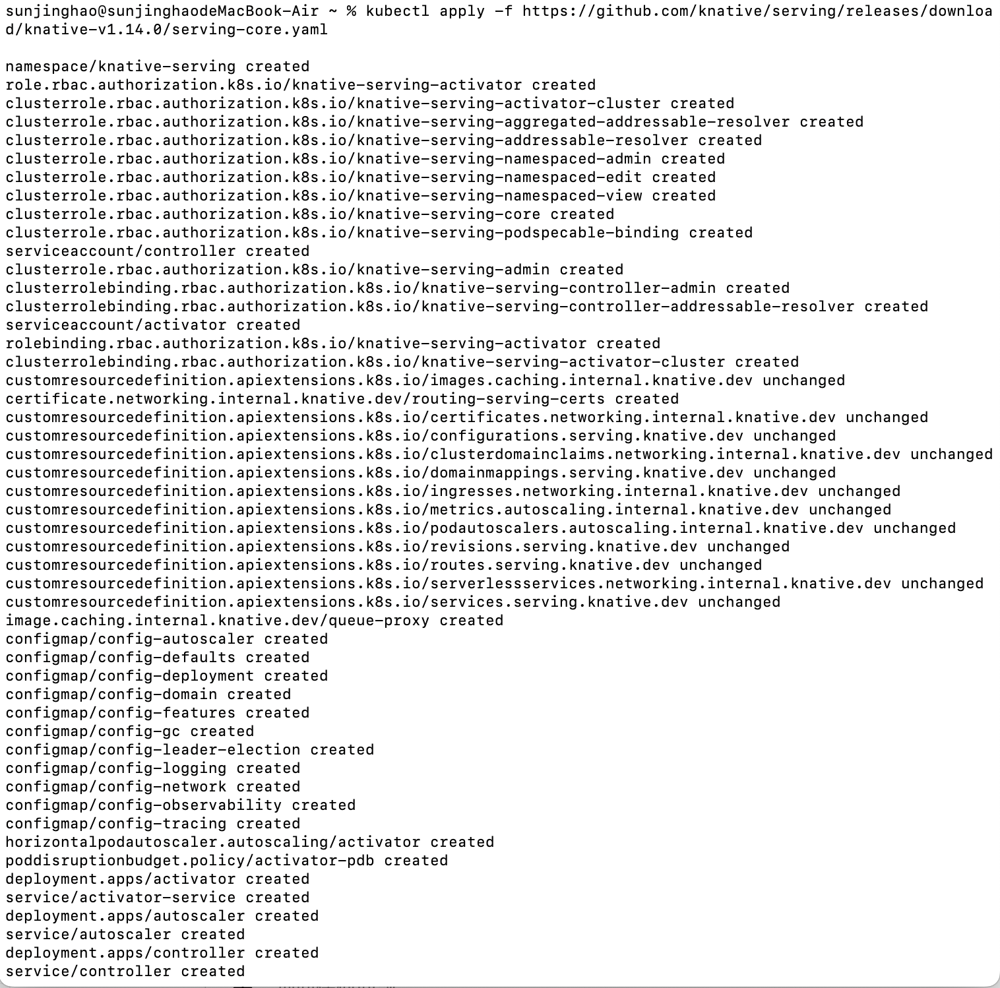 sunjinghao@sunjinghaodeMacBook-Air ~ % kubectl apply -f https://github.com/knative/serving/releases/downloa
d/knative-v1.14.0/serving-core.yaml
namespace/knative-serving created
role.rbac.authorization.k8s.io/knative-serving-activator created
clusterrole.rbac.authorization.k8s.io/knative-serving-activator-cluster created
clusterrole.rbac.authorization.k8s.io/knative-serving-aggregated-addressable-resolver created
clusterrole.rbac.authorization.k8s.io/knative-serving-addressable-resolver created
clusterrole.rbac.authorization.k8s.io/knative-serving-namespaced-admin created
clusterrole.rbac.authorization.k8s.io/knative-serving-namespaced-edit created
clusterrole.rbac.authorization.k8s.io/knative-serving-namespaced-view created
clusterrole.rbac.authorization.k8s.io/knative-serving-core created
clusterrole.rbac.authorization.k8s.io/knative-serving-podspecable-binding created
serviceaccount/controller created
clusterrole.rbac.authorization.k8s.io/knative-serving-admin created
clusterrolebinding.rbac.authorization.k8s.io/knative-serving-controller-admin created
clusterrolebinding.rbac.authorization.k8s.io/knative-serving-controller-addressable-resolver created
serviceaccount/activator created
rolebinding.rbac.authorization.k8s.io/knative-serving-activator created
clusterrolebinding.rbac.authorization.k8s.io/knative-serving-activator-cluster created
customresourcedefinition.apiextensions.k8s.io/images.caching.internal.knative.dev unchanged
certificate.networking.internal.knative.dev/routing-serving-certs created
customresourcedefinition.apiextensions.k8s.io/certificates.networking.internal.knative.dev unchanged
customresourcedefinition.apiextensions.k8s.io/configurations.serving.knative.dev unchanged
customresourcedefinition.apiextensions.k8s.io/clusterdomainclaims.networking.internal.knative.dev unchanged
customresourcedefinition.apiextensions.k8s.io/domainmappings.serving.knative.dev unchanged
customresourcedefinition.apiextensions.k8s.io/ingresses.networking.internal.knative.dev unchanged
customresourcedefinition.apiextensions.k8s.io/metrics.autoscaling.internal.knative.dev unchanged
customresourcedefinition.apiextensions.k8s.io/podautoscalers.autoscaling.internal.knative.dev unchanged
customresourcedefinition.apiextensions.k8s.io/revisions.serving.knative.dev unchanged
customresourcedefinition.apiextensions.k8s.io/routes.serving.knative.dev unchanged
customresourcedefinition.apiextensions.k8s.io/serverlessservices.networking.internal.knative.dev unchanged
customresourcedefinition.apiextensions.k8s.io/services.serving.knative.dev unchanged
image.caching.internal.knative.dev/queue-proxy created
configmap/config-autoscaler created
configmap/config-defaults created
configmap/config-deployment created
configmap/config-domain created
configmap/config-features created
configmap/config-gc created
configmap/config-leader-election created
configmap/config-logging created
configmap/config-network created
configmap/config-observability created
configmap/config-tracing created
horizontalpodautoscaler.autoscaling/activator created
poddisruptionbudget.policy/activator-pdb created
deployment.apps/activator created
service/activator-service created
deployment.apps/autoscaler created
service/autoscaler created
deployment.apps/controller created
service/controller created